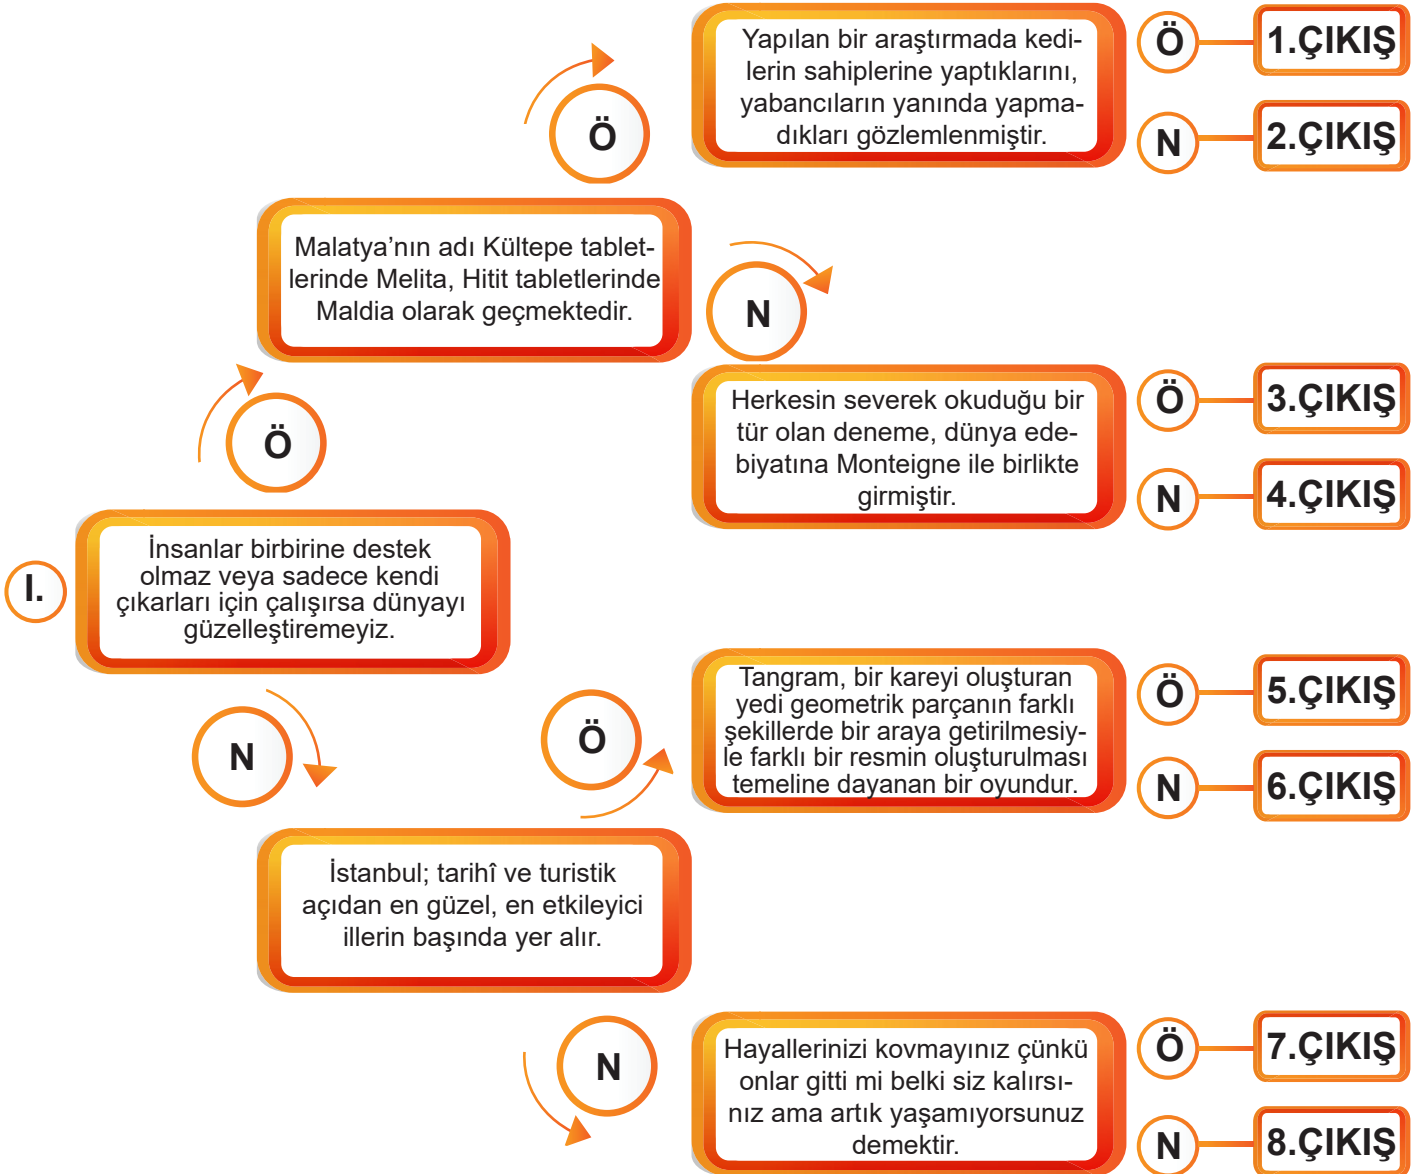 Yapılan bir araştırmada kedi-
lerin sahiplerine yaptıklarını,
yabancıların yanında yapma-
dıkları gözlemlenmiştir.
Ö
1.ÇIKIŞ
N
2.ÇIKIŞ
Ö
Malatya’nın adı Kültepe tablet-
lerinde Melita, Hitit tabletlerinde
Maldia olarak geçmektedir.
N
Herkesin severek okuduğu bir
tür olan deneme, dünya ede-
biyatına Monteigne ile birlikte
girmiştir.
Ö
3.ÇIKIŞ
N
4.ÇIKIŞ
Ö
I.
İnsanlar birbirine destek
olmaz veya sadece kendi
çıkarları için çalışırsa dünyayı
güzelleştiremeyiz.
N
Ö
Tangram, bir kareyi oluşturan
yedi geometrik parçanın farklı
şekillerde bir araya getirilmesiy-
le farklı bir resmin oluşturulması
temeline dayanan bir oyundur.
Ö
5.ÇIKIŞ
N
6.ÇIKIŞ
İstanbul; tarihî ve turistik
açıdan en güzel, en etkileyici
illerin başında yer alır.
N
Hayallerinizi kovmayınız çünkü
onlar gitti mi belki siz kalırsı-
nız ama artık yaşamıyorsunuz
demektir.
Ö
7.ÇIKIŞ
N
8.ÇIKIŞ